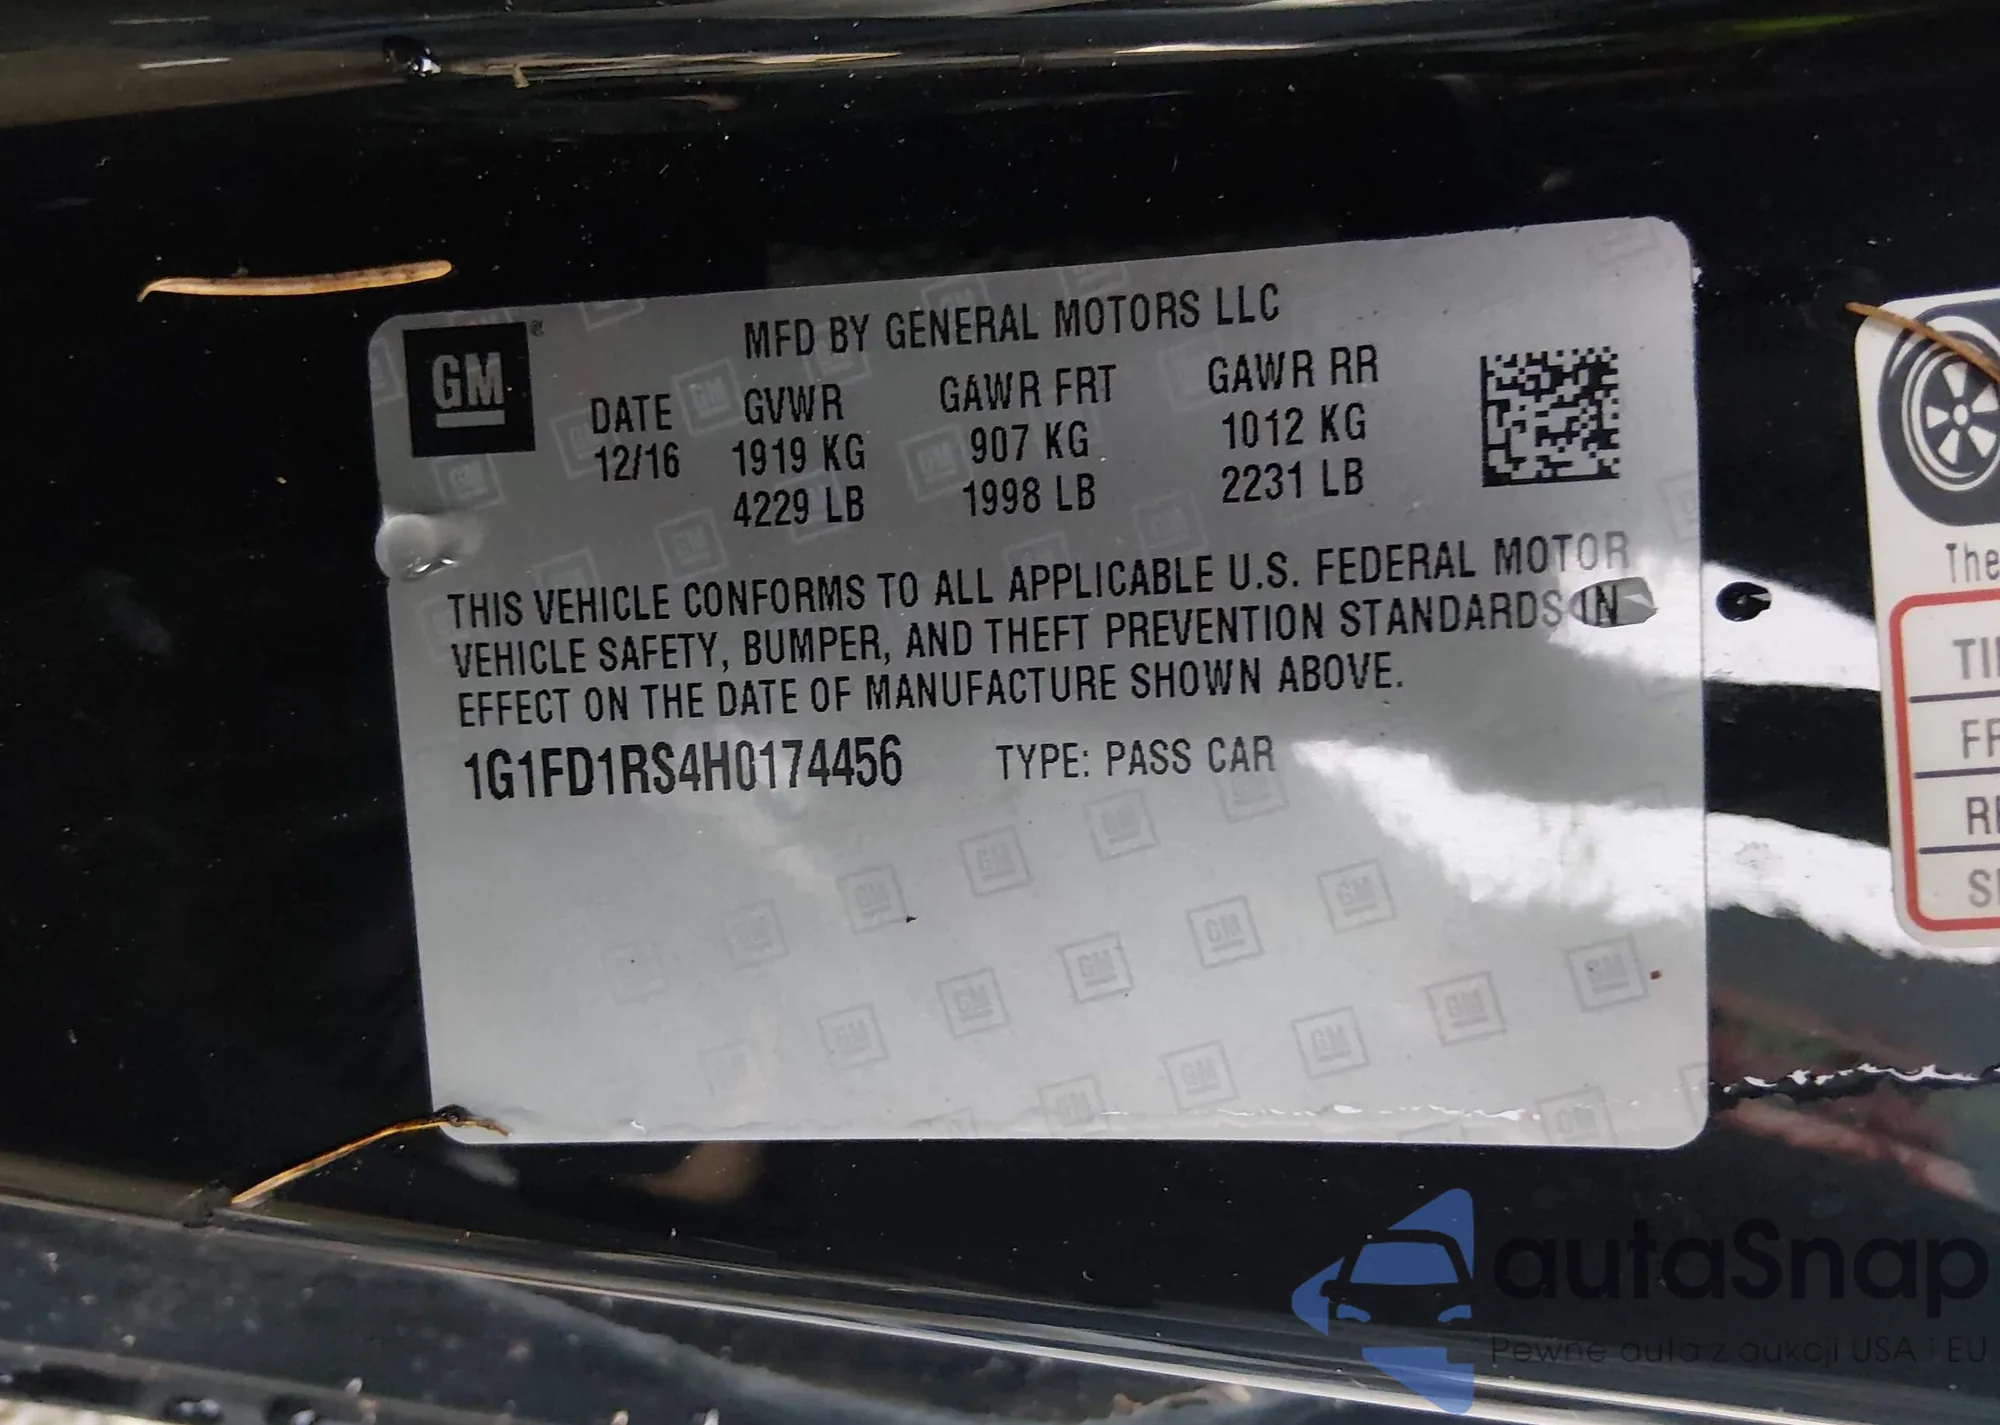 GM
MFD BY GENERAL MOTORS LLC
DATE GVWR GAWR FRT GAWR RR
12/16 1919 KG 907 KG 1012 KG
4229 LB 1998 LB 2231 LB
THIS VEHICLE CONFORMS TO ALL APPLICABLE U.S. FEDERAL MOTOR
VEHICLE SAFETY, BUMPER, AND THEFT PREVENTION STANDARDS IN
EFFECT ON THE DATE OF MANUFACTURE SHOWN ABOVE.
1G1FD1RS4H0174456 TYPE: PASS CAR
The
autaSnap
Pewne auta z aukcji USA i EU